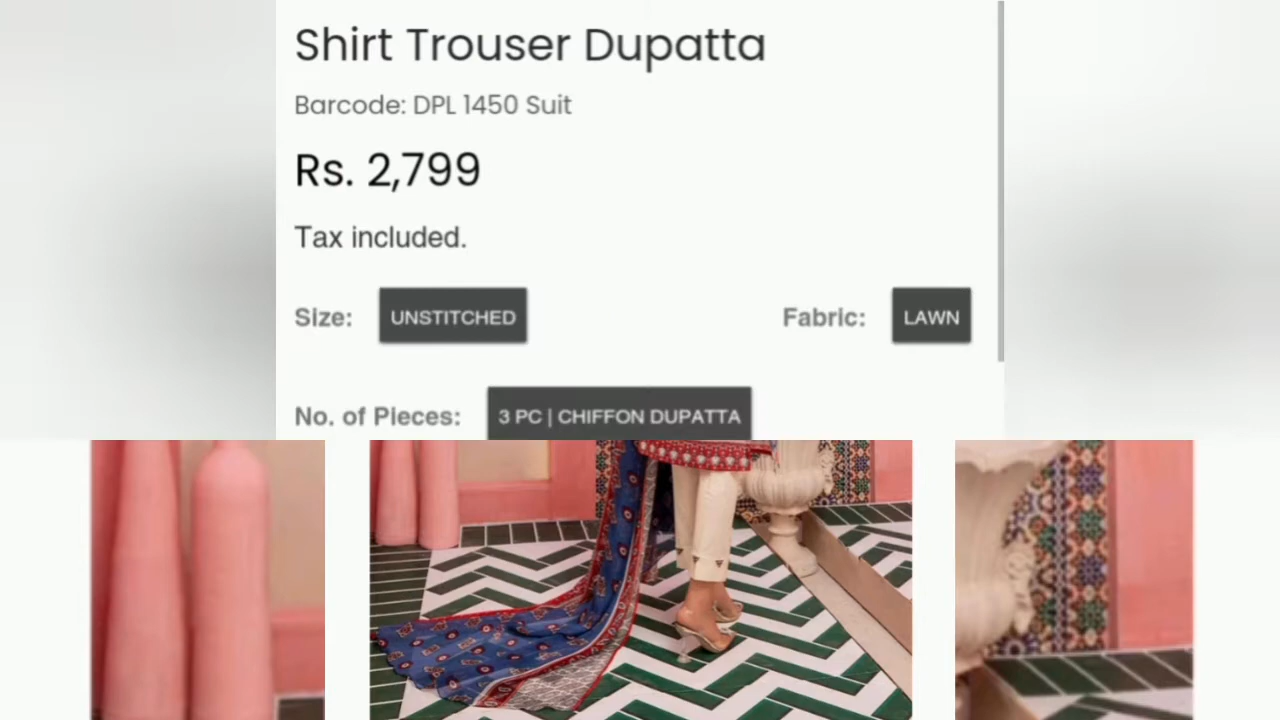 Shirt Trouser Dupatta
Barcode: DPL 1450 Suit
Rs. 2,799
Tax included.
Size: UNSTITCHED Fabric: LAWN
No. of Pieces: 3 PC | CHIFFON DUPATTA